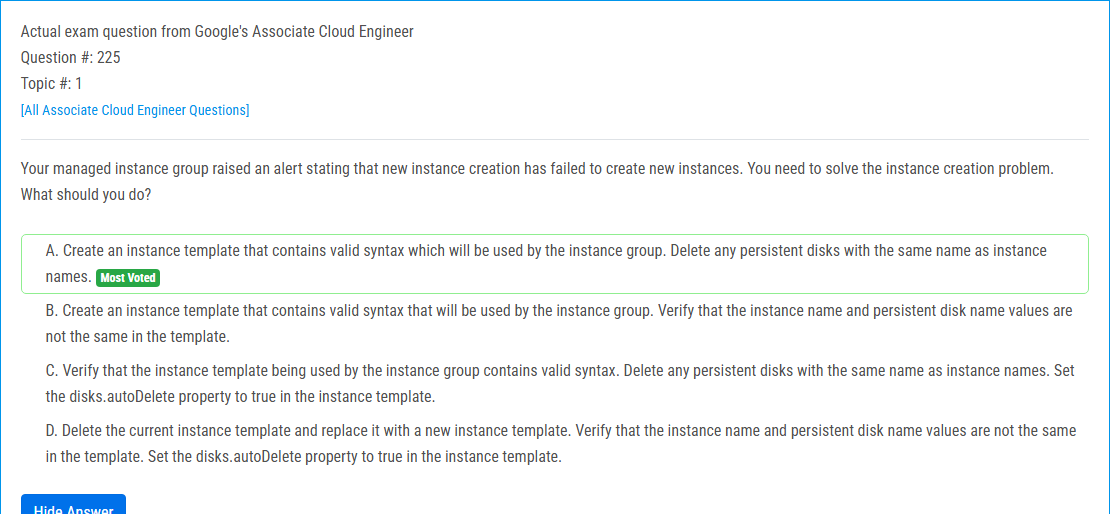 Actual exam question from Google's Associate Cloud Engineer
Question #: 225
Topic #: 1
[All Associate Cloud Engineer Questions]
Your managed instance group raised an alert stating that new instance creation has failed to create new instances. You need to solve the instance creation problem.
What should you do?
A. Create an instance template that contains valid syntax which will be used by the instance group. Delete any persistent disks with the same name as instance
names. Most Voted
B. Create an instance template that contains valid syntax that will be used by the instance group. Verify that the instance name and persistent disk name values are
not the same in the template.
C. Verify that the instance template being used by the instance group contains valid syntax. Delete any persistent disks with the same name as instance names. Set
the disks.autoDelete property to true in the instance template.
D. Delete the current instance template and replace it with a new instance template. Verify that the instance name and persistent disk name values are not the same
in the template. Set the disks.autoDelete property to true in the instance template.
Hide Answer